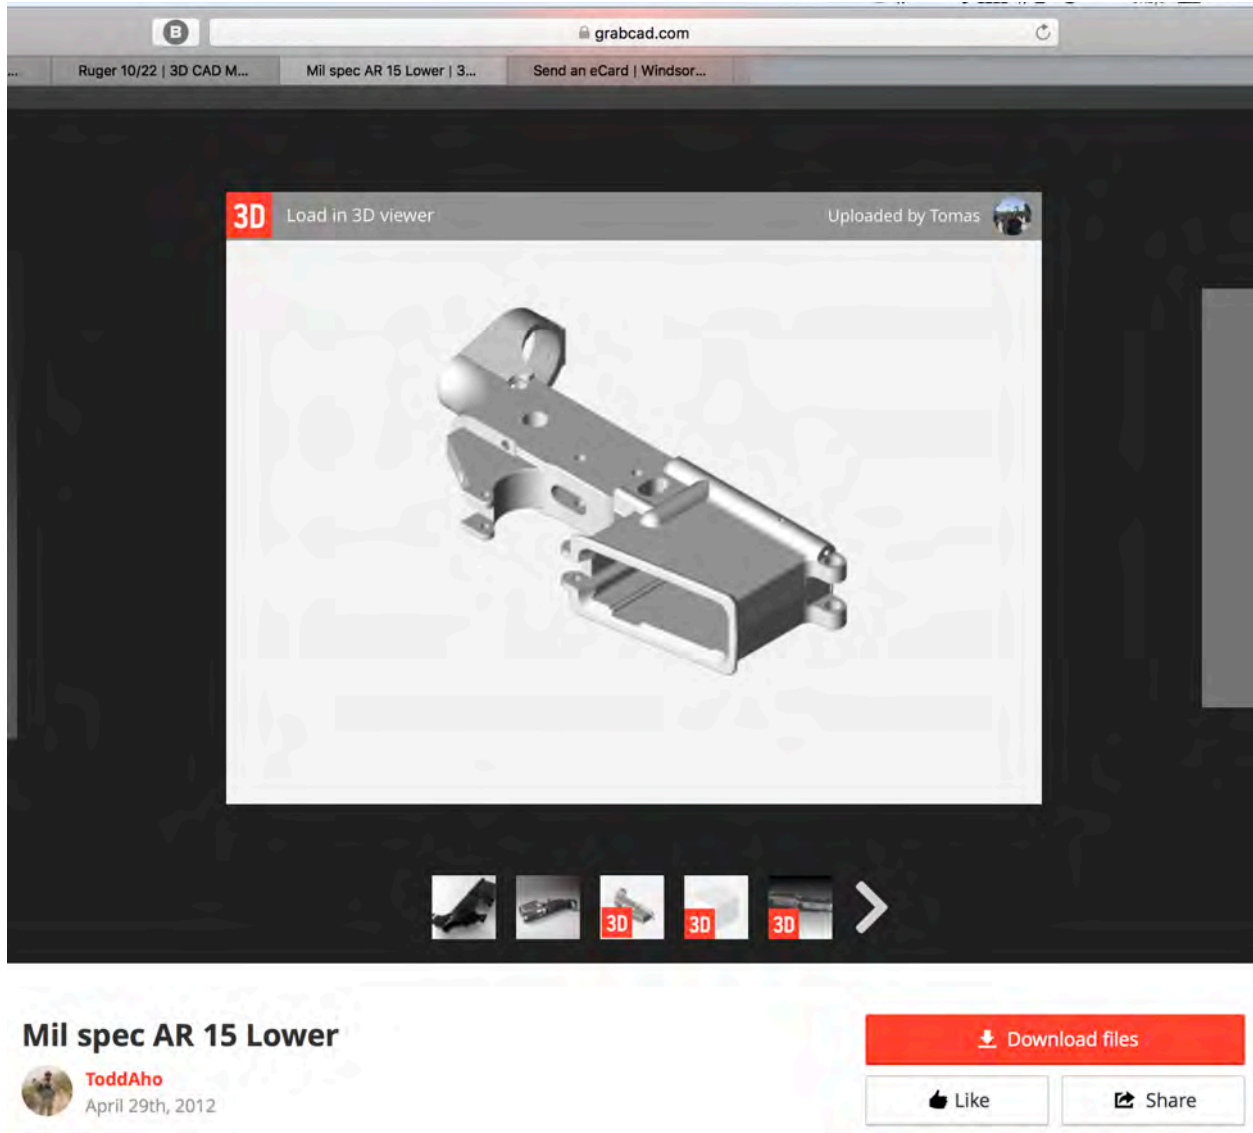 B
grabcad.com
... Ruger 10/22 | 3D CAD M... Mil spec AR 15 Lower | 3... Send an eCard | Windsor...
3D Load in 3D viewer Uploaded by Tomas
3D 3D 3D
Mil spec AR 15 Lower
Download files
ToddAho
April 29th, 2012
Like Share